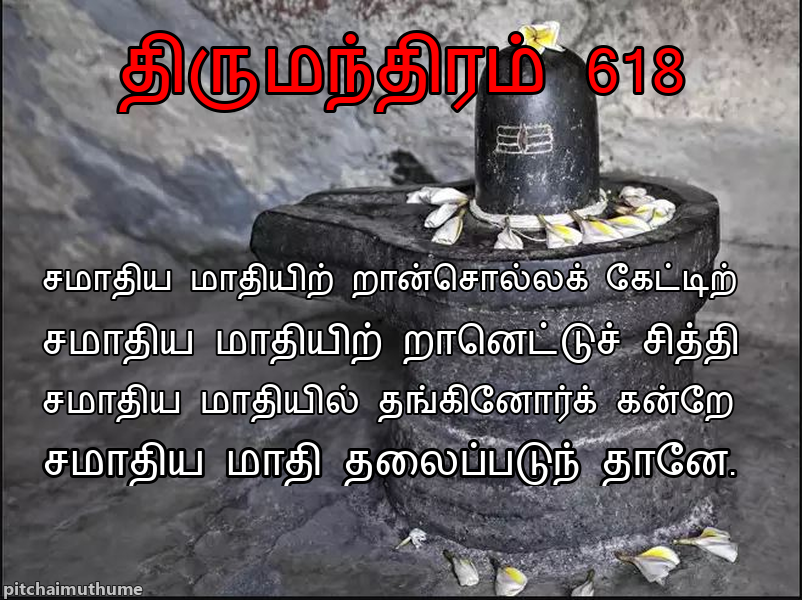 திருமந்திரம் 618
சமாதிய மாதியிற் றான்சொல்லக் கேட்டிற்
சமாதிய மாதியிற் றானெட்டுச் சித்தி
சமாதிய மாதியில் தங்கினோர்க் கன்றே
சமாதிய மாதி தலைப்படுந் தானே.
pitchaimuthume